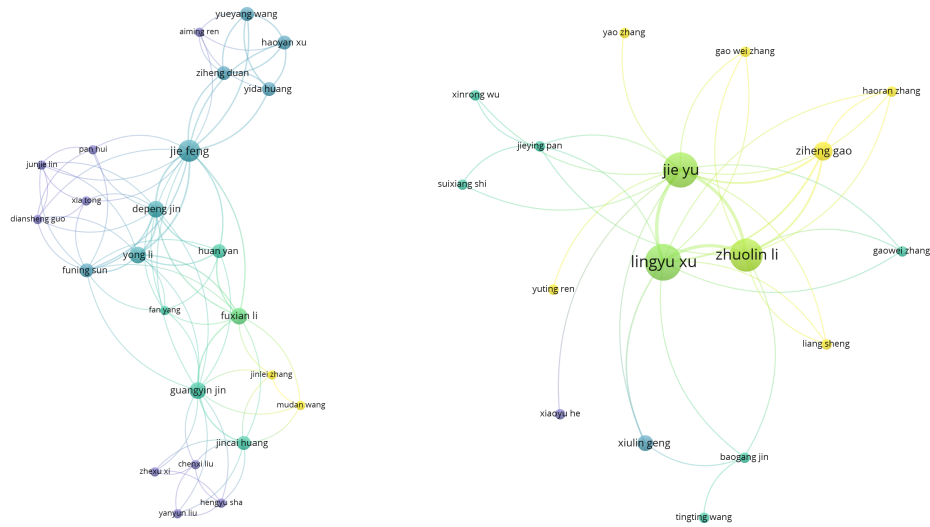 yueyang wang
aiming ren
haoyan xu
ziheng duan
yida huang
jie feng
pan hui
junjie lin
xia tong
diansheng guo
depeng jin
yong li
huan yan
funing sun
fan yang
fuxian li
jinlei zhang
guangyin jin
mudan wang
jincai huang
chenxi liu
zhexu xi
hengyu sha
yanyun liu
yao zhang
gao wei zhang
xinrong wu
haoran zhang
jieying pan
ziheng gao
jie yu
suixiang shi
gaowei zhang
zhuolin li
lingyu xu
yuting ren
liang sheng
xiaoyu he
xiulin geng
baogang jin
tingting wang